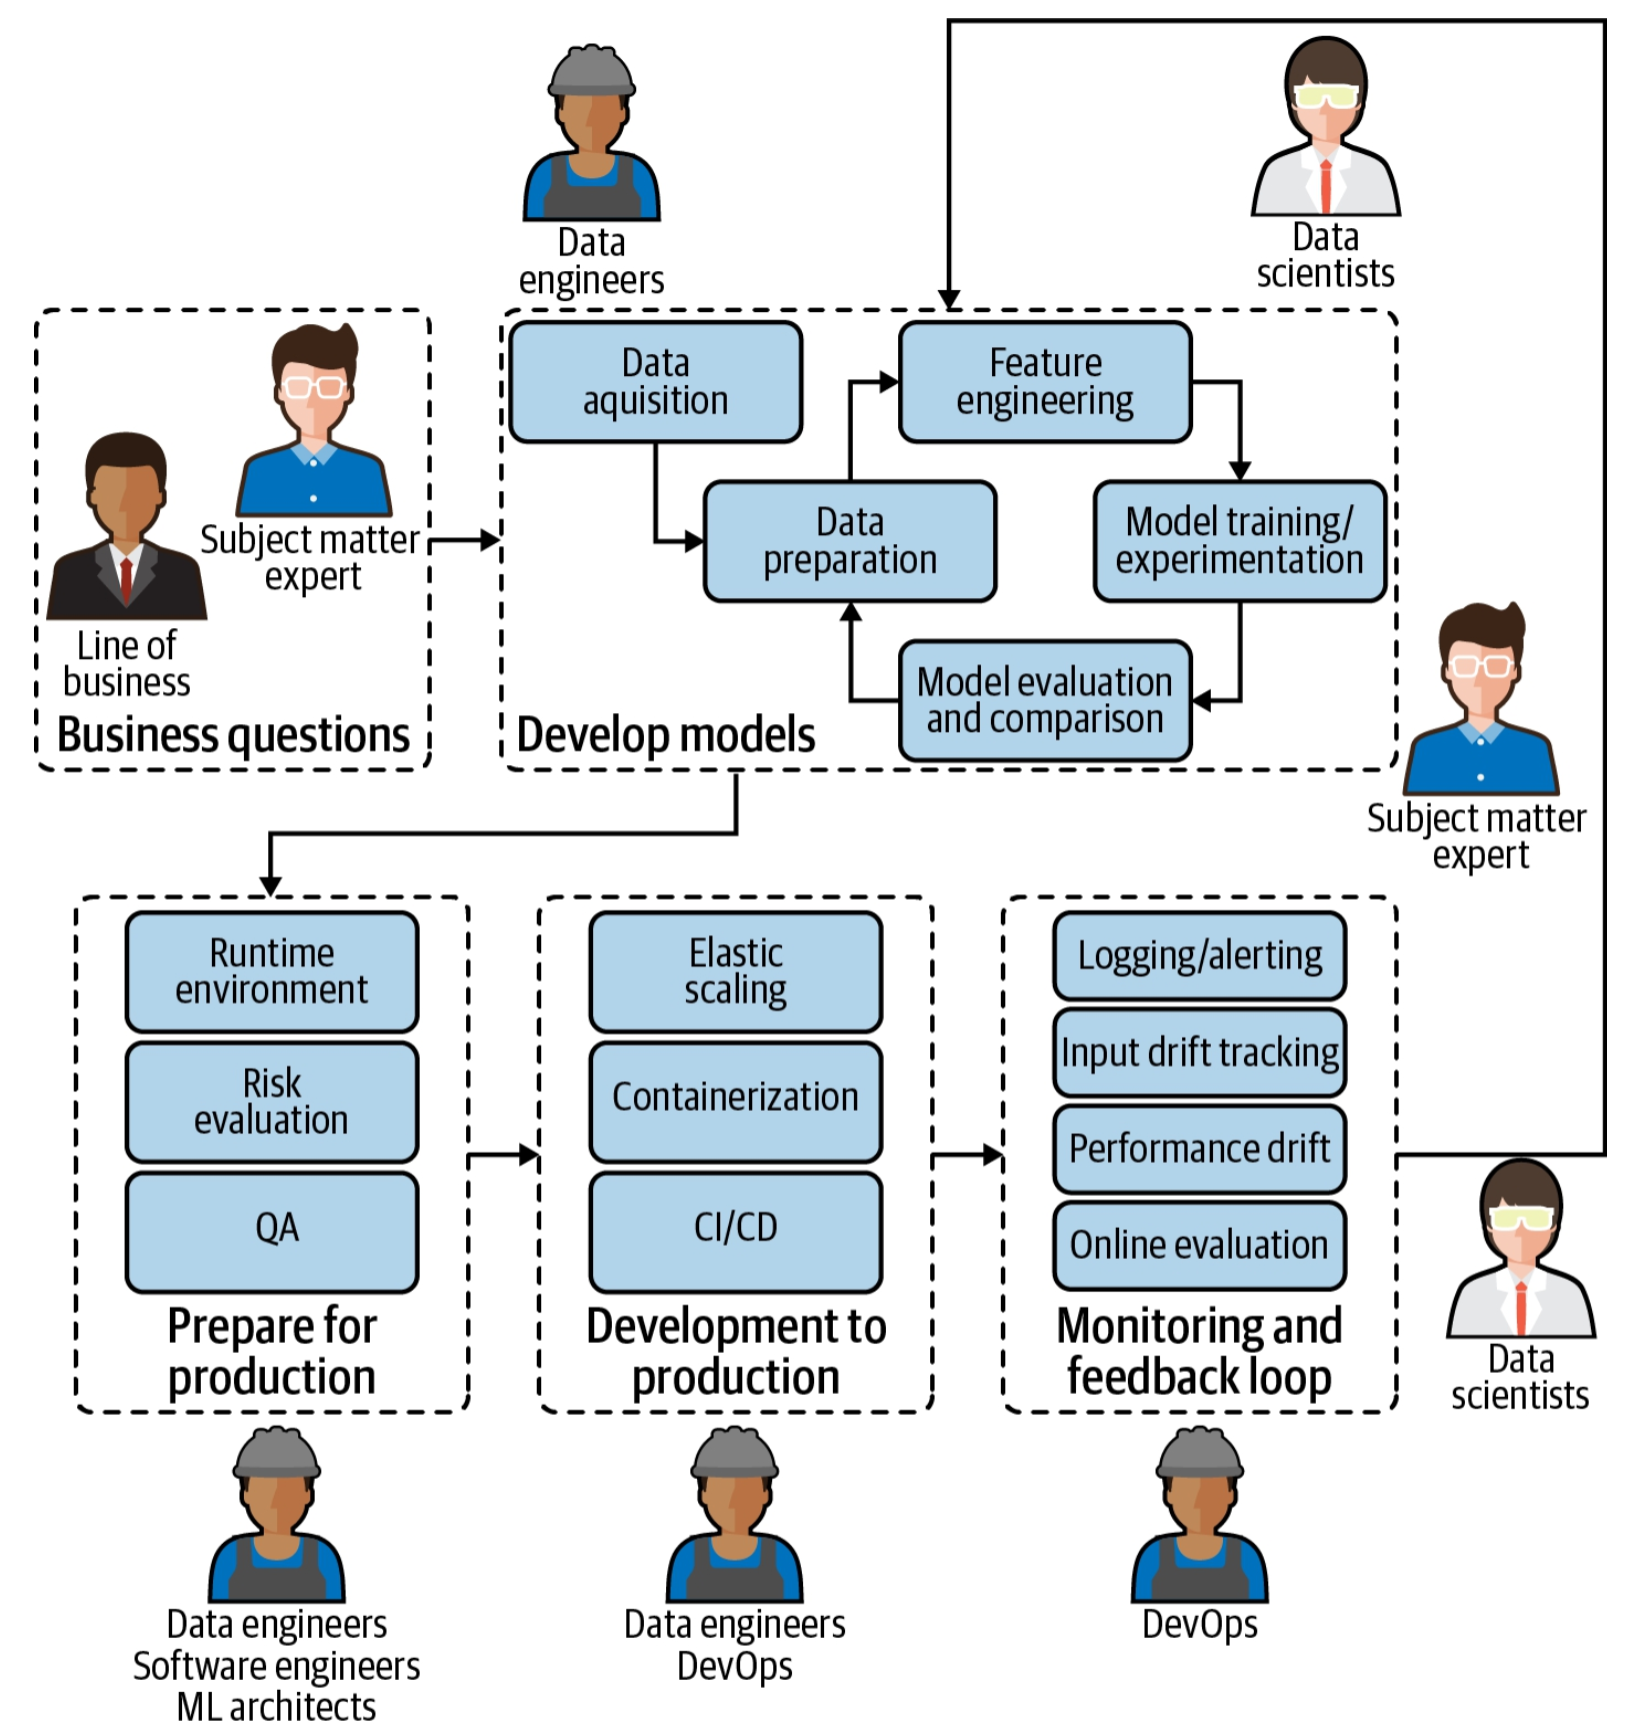 Data
engineers
Data
scientists
Subject matter
expert
Line of
business
Business questions
Data
aquisition
Feature
engineering
Data
preparation
Model training/
experimentation
Model evaluation
and comparison
Develop models
Subject matter
expert
Runtime
environment
Risk
evaluation
QA
Prepare for
production
Elastic
scaling
Containerization
CI/CD
Development to
production
Logging/alerting
Input drift tracking
Performance drift
Online evaluation
Monitoring and
feedback loop
Data
scientists
Data engineers
Software engineers
ML architects
Data engineers
DevOps
DevOps